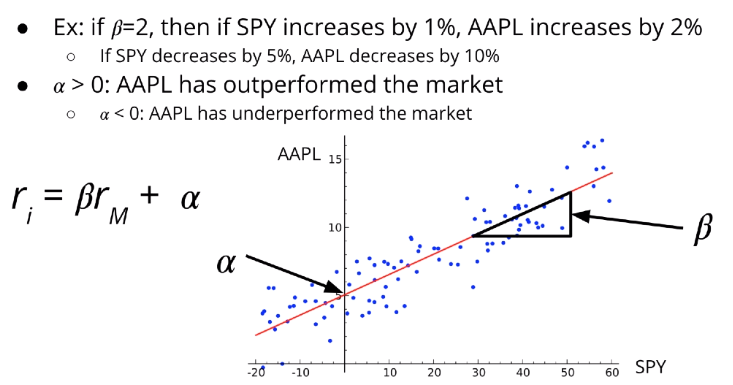 ● Ex: if β=2, then if SPY increases by 1%, AAPL increases by 2%
○ If SPY decreases by 5%, AAPL decreases by 10%
● α > 0: AAPL has outperformed the market
○ α < 0: AAPL has underperformed the market
AAPL
15
r_i = βr_M + α
10
β
α
5
-20 -10 10 20 30 40 50 60 SPY